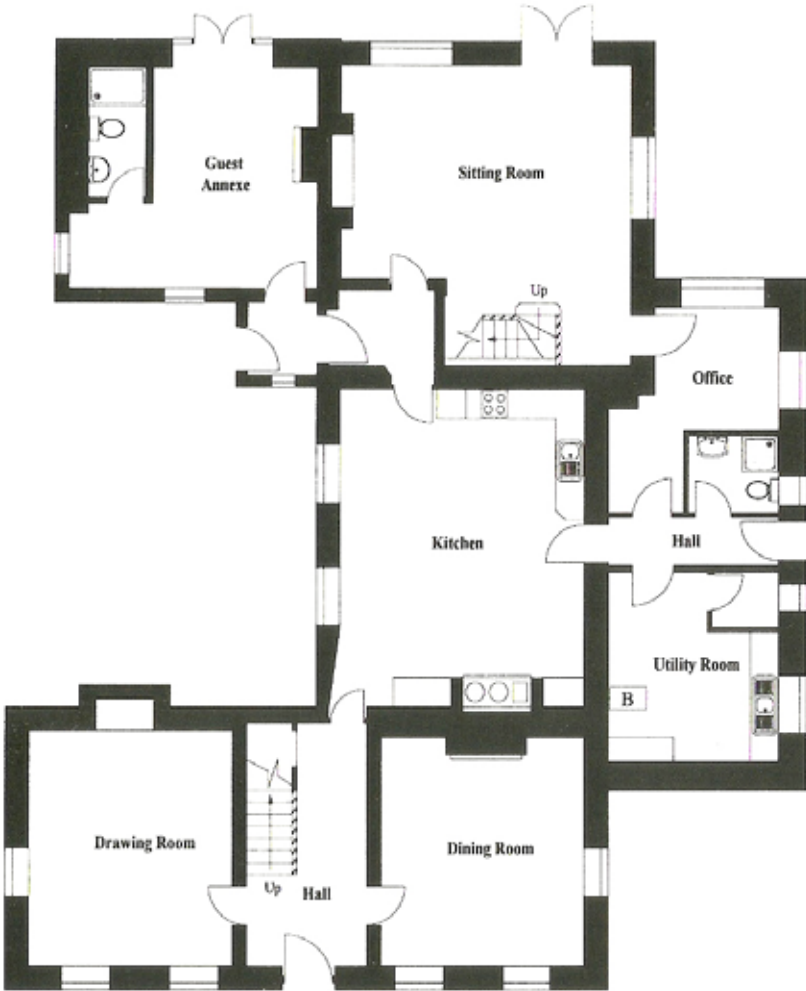 Guest
Annexe
Sitting Room
Up
Office
Kitchen
Hall
Utility Room
B
Drawing Room
Dining Room
Up
Hall